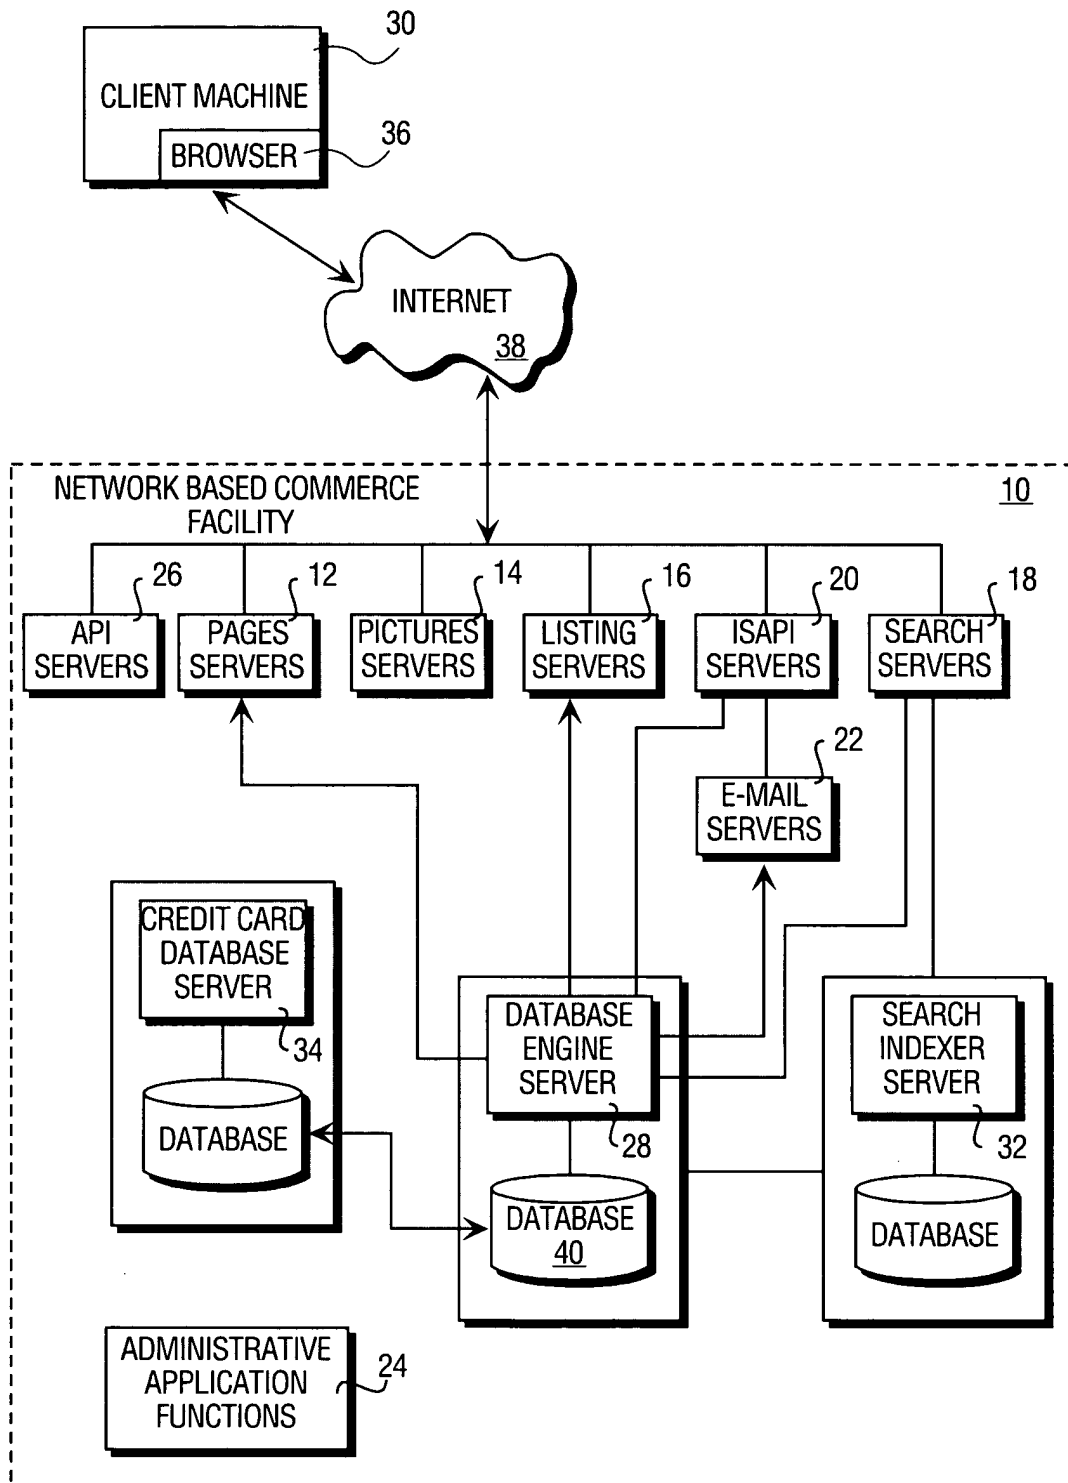 30
CLIENT MACHINE
36
BROWSER
INTERNET
38
NETWORK BASED COMMERCE
FACILITY
10
26
12
14
16
20
18
API
SERVERS
PAGES
SERVERS
PICTURES
SERVERS
LISTING
SERVERS
ISAPI
SERVERS
SEARCH
SERVERS
22
E-MAIL
SERVERS
CREDIT CARD
DATABASE
SERVER
34
DATABASE
DATABASE
ENGINE
SERVER
28
DATABASE
40
SEARCH
INDEXER
SERVER
32
DATABASE
ADMINISTRATIVE
APPLICATION
FUNCTIONS
24